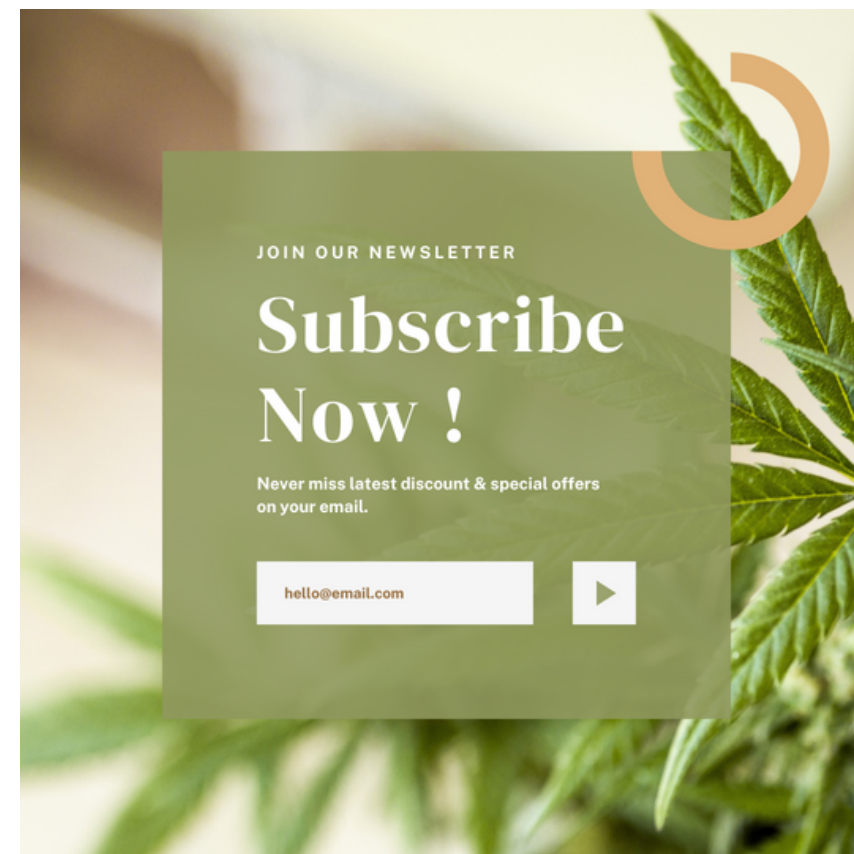 JOIN OUR NEWSLETTER
Subscribe
Now !
Never miss latest discount & special offers
on your email.
hello@email.com